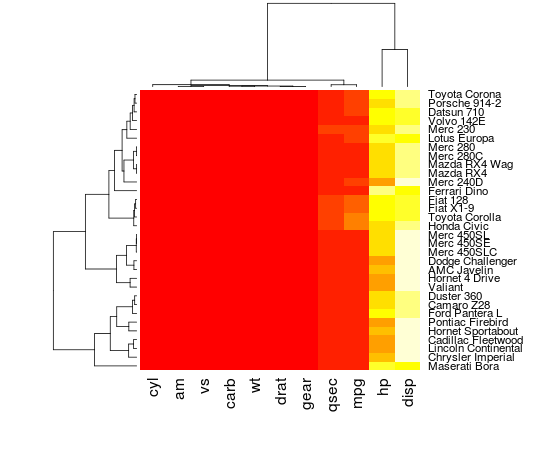 Toyota Corona
Porsche 914-2
Datsun 710
Volvo 142E
Merc 230
Lotus Europa
Merc 280
Merc 280C
Mazda RX4 Wag
Mazda RX4
Merc 240D
Ferrari Dino
Fiat 128
Fiat X1-9
Toyota Corolla
Honda Civic
Merc 450SL
Merc 450SE
Merc 450SLC
Dodge Challenger
AMC Javelin
Hornet 4 Drive
Valiant
Duster 360
Camaro Z28
Ford Pantera L
Pontiac Firebird
Hornet Sportabout
Cadillac Fleetwood
Lincoln Continental
Chrysler Imperial
Maserati Bora
cyl
am
vs
carb
wt
drat
gear
qsec
mpg
hp
disp